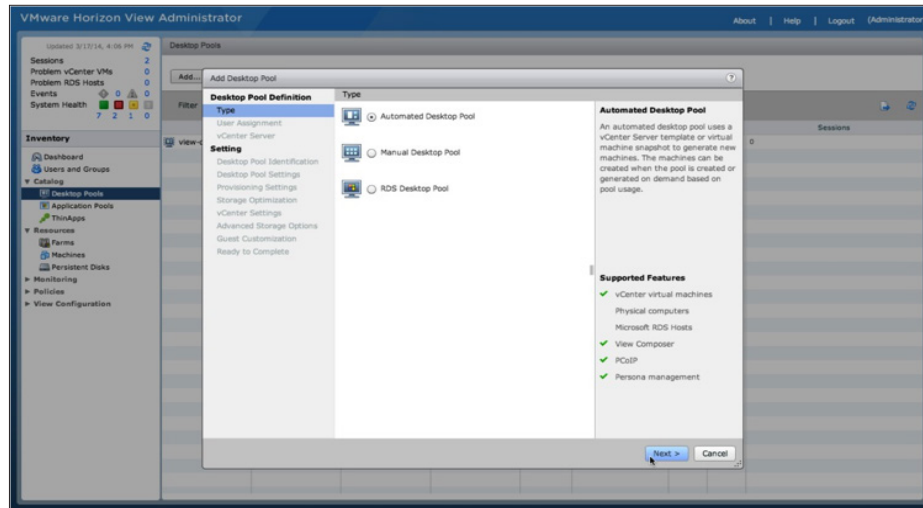 VMware Horizon View Administrator
About | Help | Logout (Administrator
Updated 3/17/14, 4:06 PM
Sessions 2
Problem vCenter VMs 0
Problem RDS Hosts 0
Events 0 0
System Health
7 2 1 0
Inventory
Dashboard
Users and Groups
Catalog
Desktop Pools
Application Pools
ThinApps
Resources
Farms
Machines
Persistent Disks
Monitoring
Policies
View Configuration
Desktop Pools
Add...
Filter
Sessions
view-c
0
Add Desktop Pool
?
Desktop Pool Definition
Type
User Assignment
vCenter Server
Setting
Desktop Pool Identification
Desktop Pool Settings
Provisioning Settings
Storage Optimization
vCenter Settings
Advanced Storage Options
Guest Customization
Ready to Complete
Type
Automated Desktop Pool
Manual Desktop Pool
RDS Desktop Pool
Automated Desktop Pool
An automated desktop pool uses a
vCenter Server template or virtual
machine snapshot to generate new
machines. The machines can be
created when the pool is created or
generated on demand based on
pool usage.
Supported Features
vCenter virtual machines
Physical computers
Microsoft RDS Hosts
View Composer
PCoIP
Persona management
Next >
Cancel